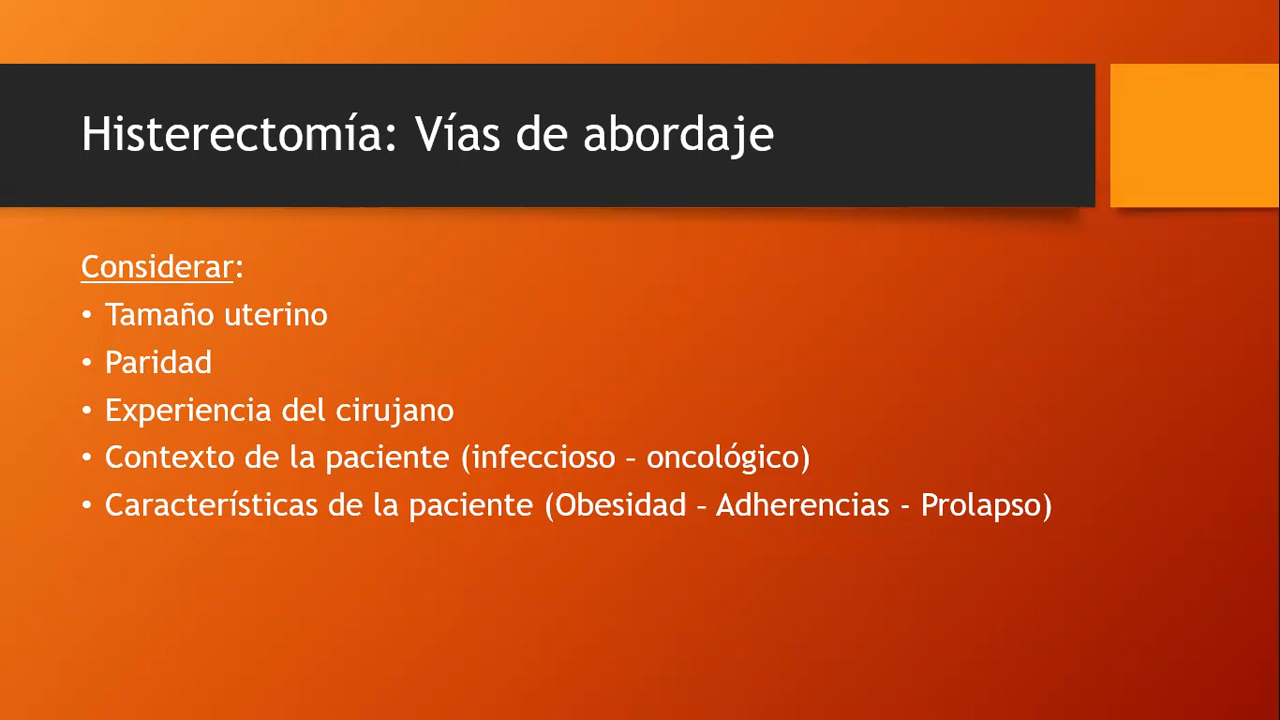 Histerectomía: Vías de abordaje
Considerar:
• Tamaño uterino
• Paridad
• Experiencia del cirujano
• Contexto de la paciente (infeccioso – oncológico)
• Características de la paciente (Obesidad – Adherencias - Prolapso)